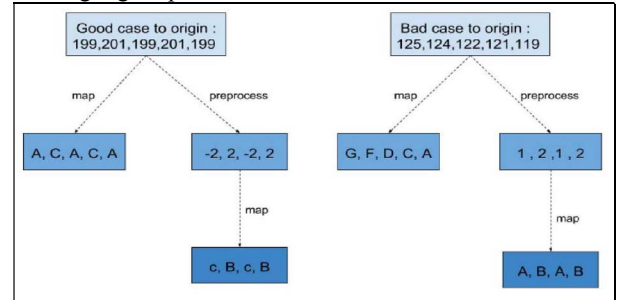 Good case to origin :
199,201,199,201,199
Bad case to origin :
125,124,122,121,119
map
preprocess
map
preprocess
A, C, A, C, A
-2, 2, -2, 2
G, F, D, C, A
1 , 2 ,1 , 2
map
map
c, B, c, B
A, B, A, B